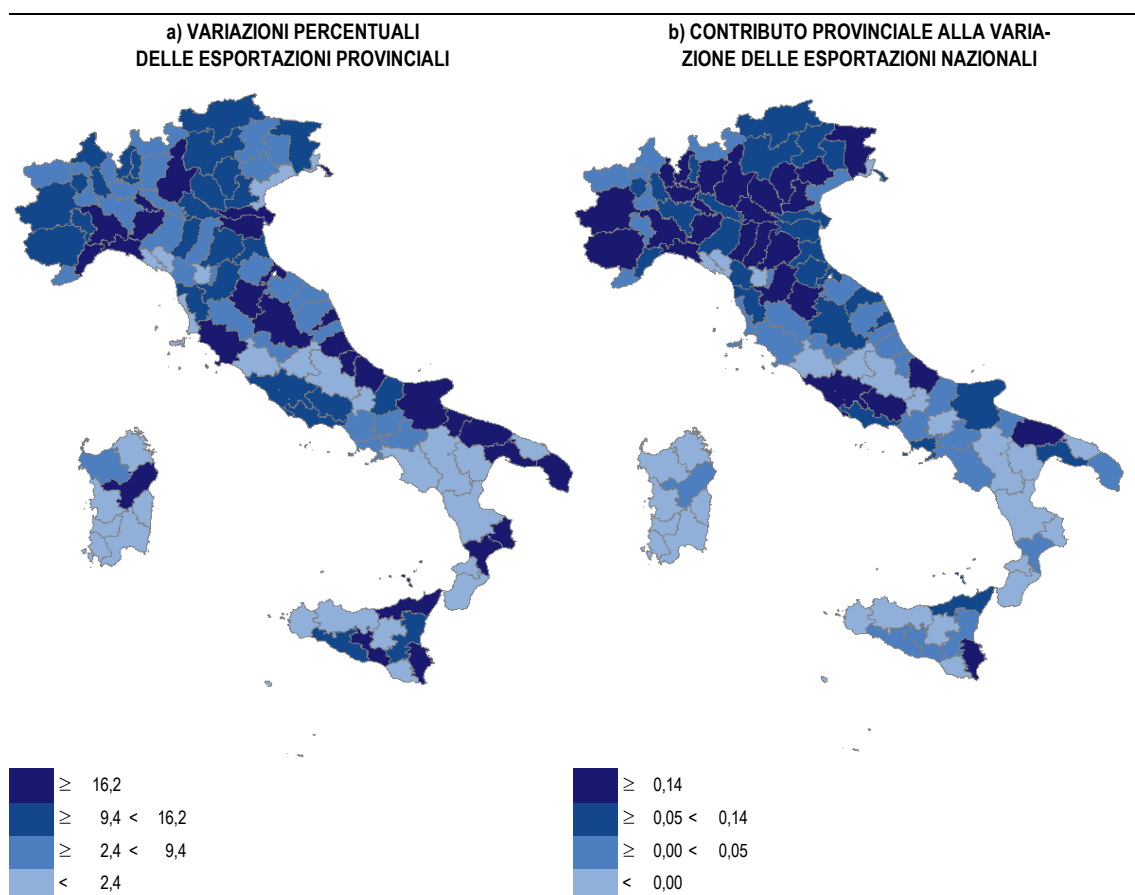 a) VARIAZIONI PERCENTUALI
DELLE ESPORTAZIONI PROVINCIALI
b) CONTRIBUTO PROVINCIALE ALLA VARIA-
ZIONE DELLE ESPORTAZIONI NAZIONALI
≥ 16,2
≥ 9,4 < 16,2
≥ 2,4 < 9,4
< 2,4
≥ 0,14
≥ 0,05 < 0,14
≥ 0,00 < 0,05
< 0,00